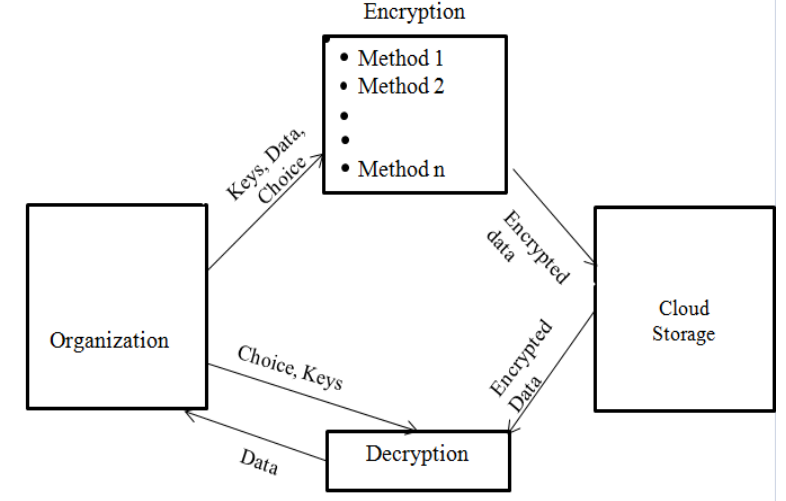 Encryption
• Method 1
• Method 2
•
•
• Method n
Keys, Data,
Choice
Encrypted
data
Organization
Cloud
Storage
Choice, Keys
Encrypted
Data
Decryption
Data